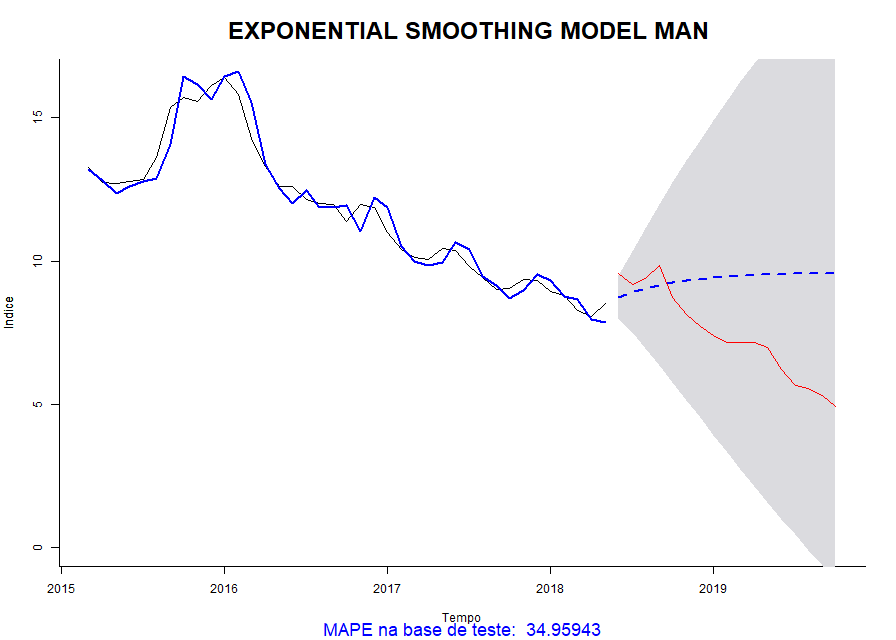 EXPONENTIAL SMOOTHING MODEL MAN
15
10
5
0
Indice
2015 2016 2017 2018 2019
Tempo
MAPE na base de teste: 34.95943